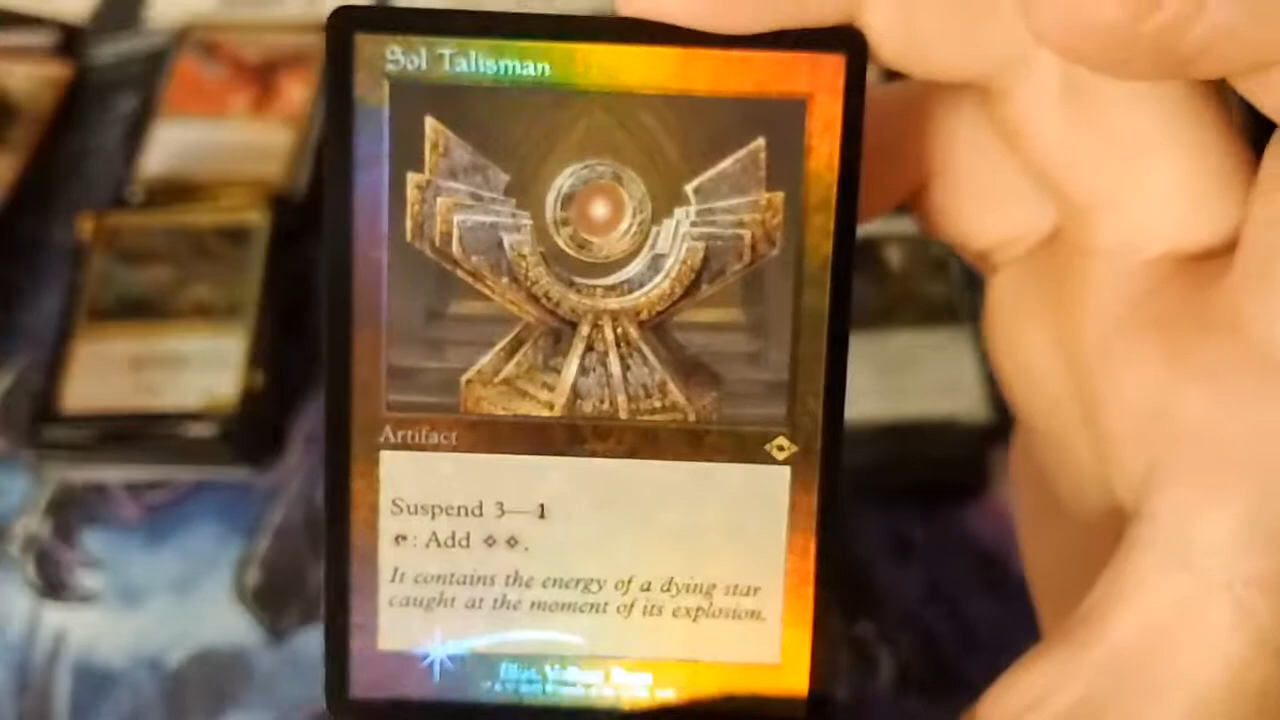 Sol Talisman
Artifact
Suspend 3—1
: Add
It contains the energy of a dying star
caught at the moment of its explosion.